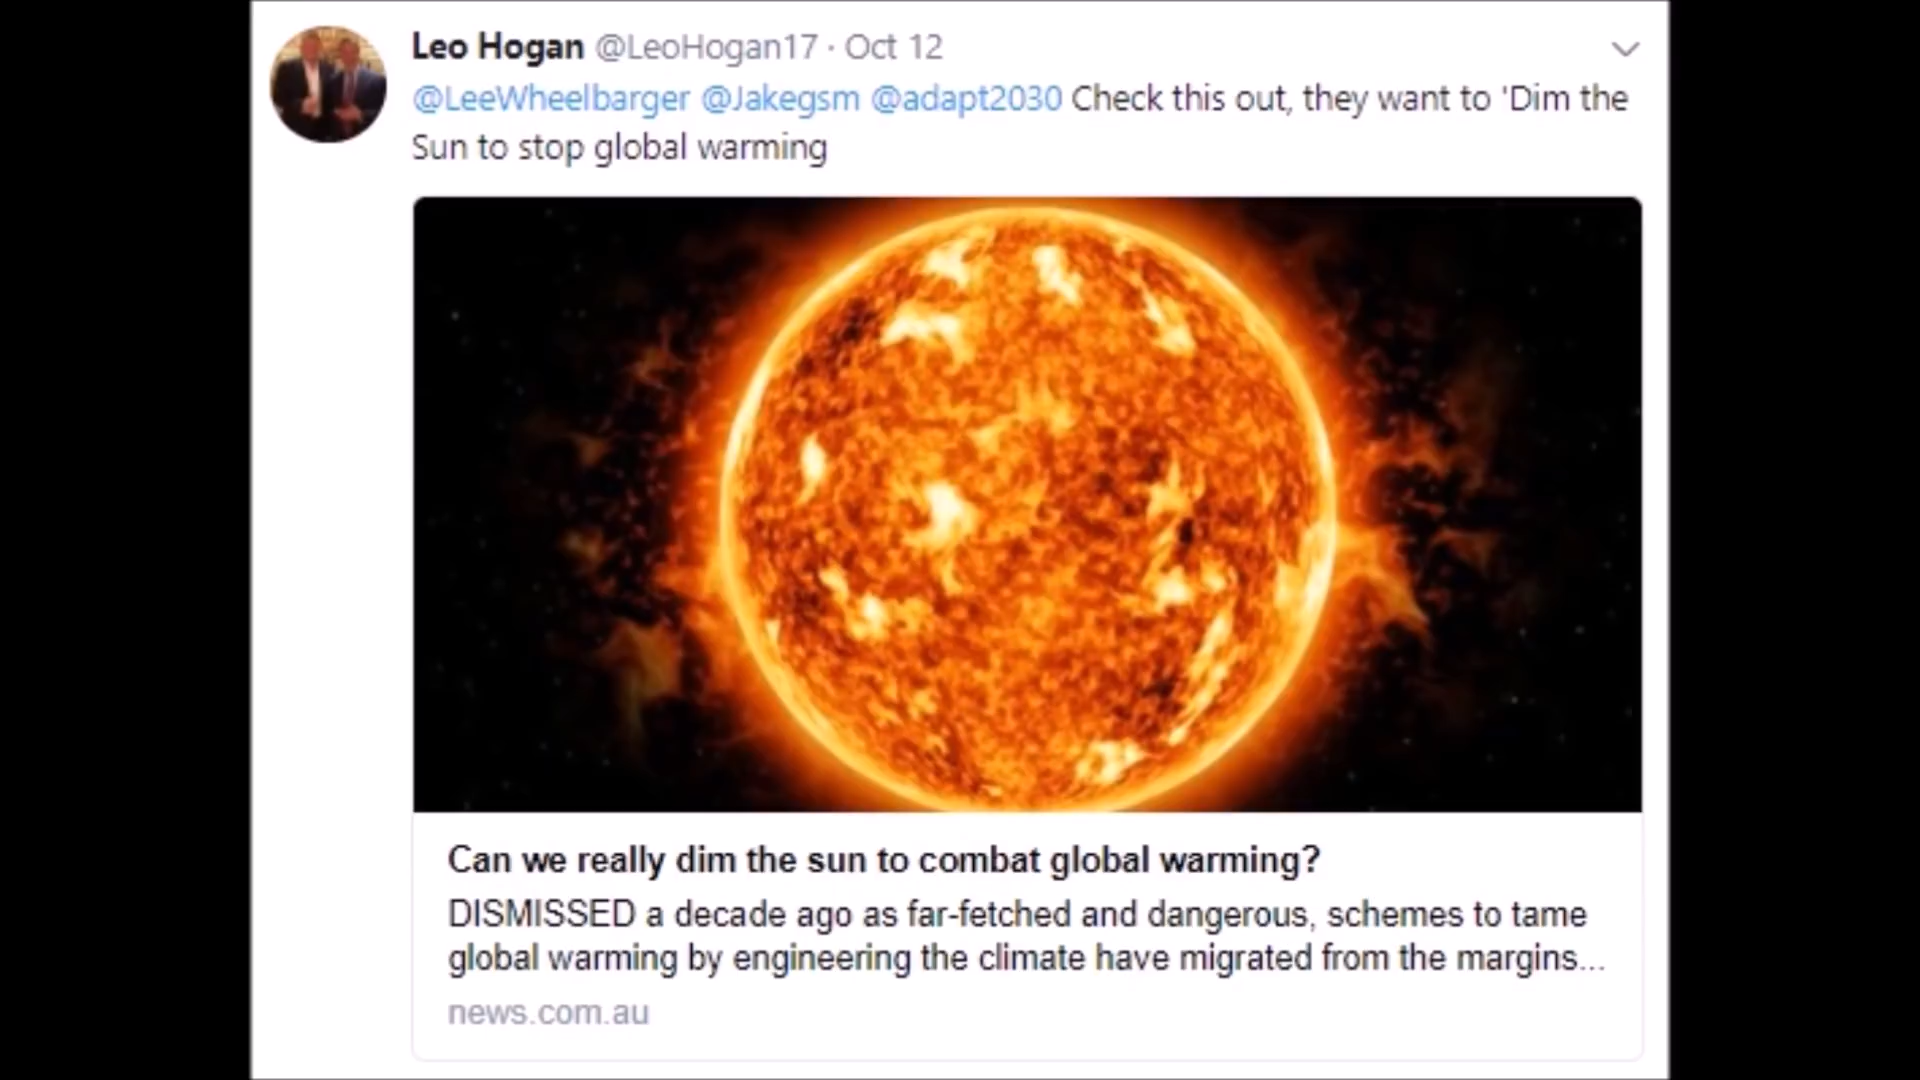 Leo Hogan @LeoHogan17 · Oct 12
@LeeWheelbarger @Jakegsm @adapt2030 Check this out, they want to 'Dim the
Sun to stop global warming
Can we really dim the sun to combat global warming?
DISMISSED a decade ago as far-fetched and dangerous, schemes to tame
global warming by engineering the climate have migrated from the margins...
news.com.au